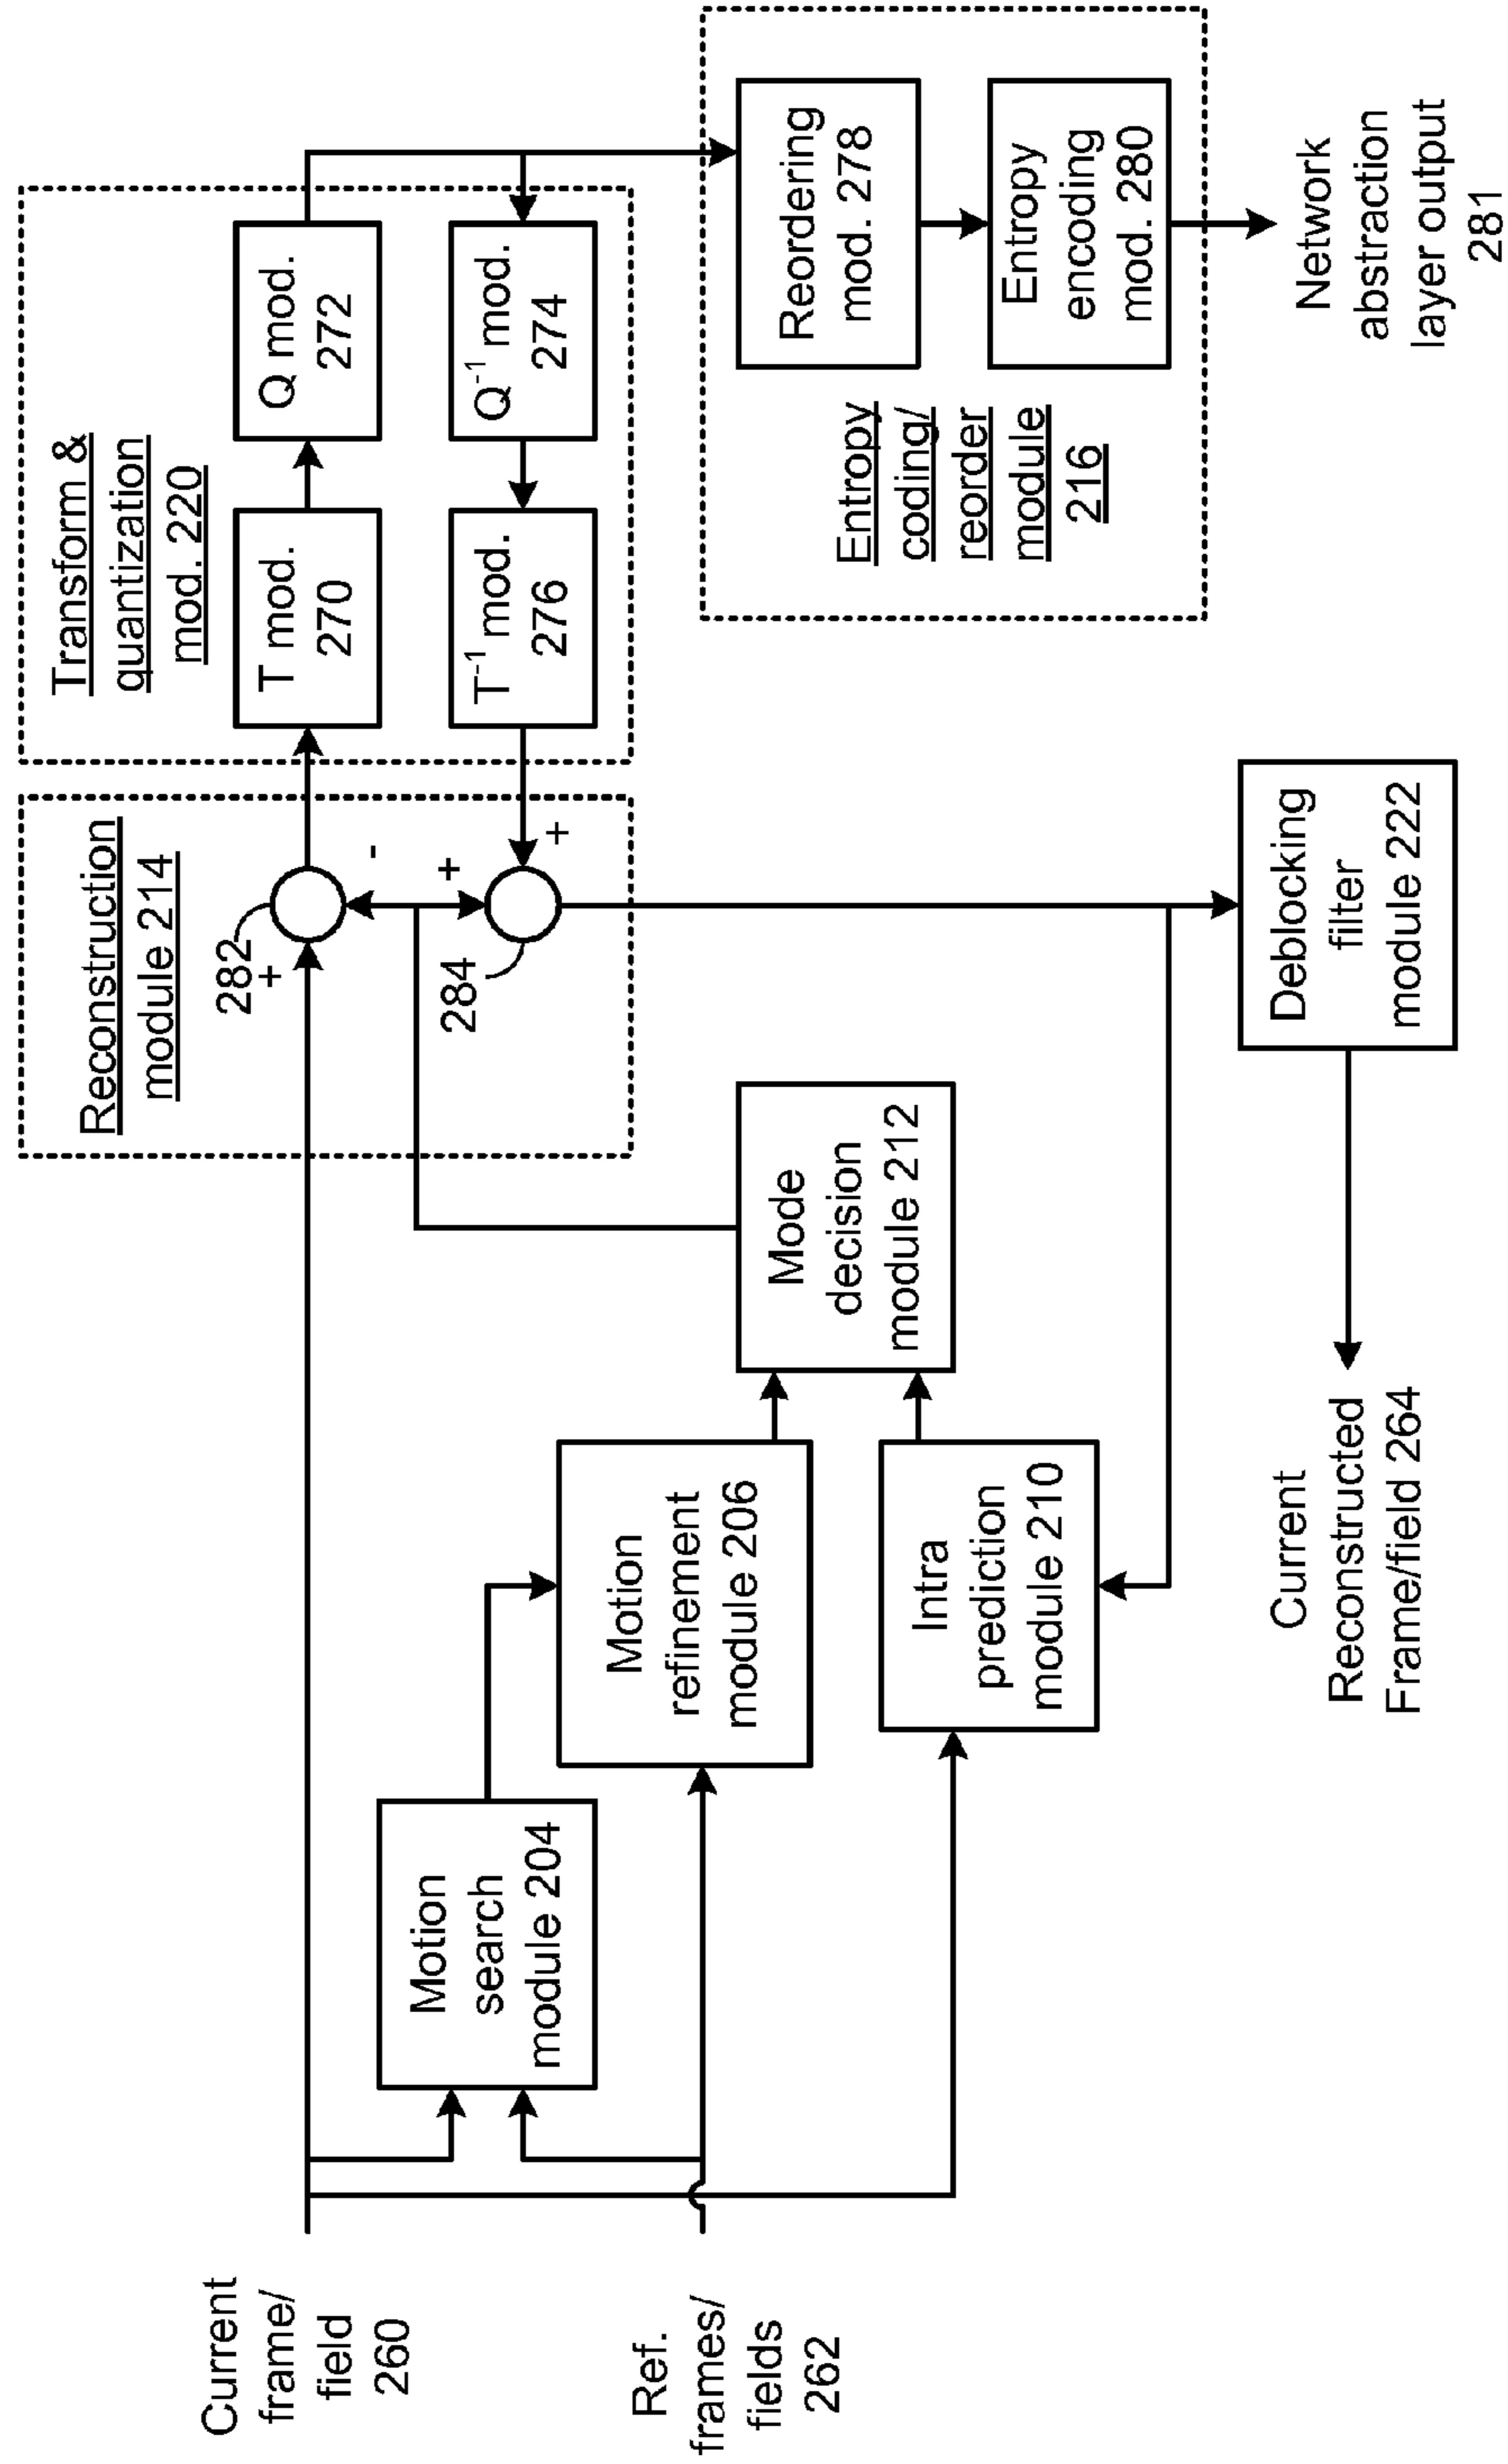 Current
frame/
field
260
Ref.
frames/
fields
262
Motion
search
module 204
Motion
refinement
module 206
Intra
prediction
module 210
Mode
decision
module 212
Reconstruction
module 214
282
+
-
+
284
+
Transform &
quantization
mod. 220
T mod.
270
Q mod.
272
T⁻¹ mod.
276
Q⁻¹ mod.
274
Entropy
coding/
reorder
module
216
Reordering
mod. 278
Entropy
encoding
mod. 280
Network
abstraction
layer output
281
Deblocking
filter
module 222
Current
Reconstructed
Frame/field 264